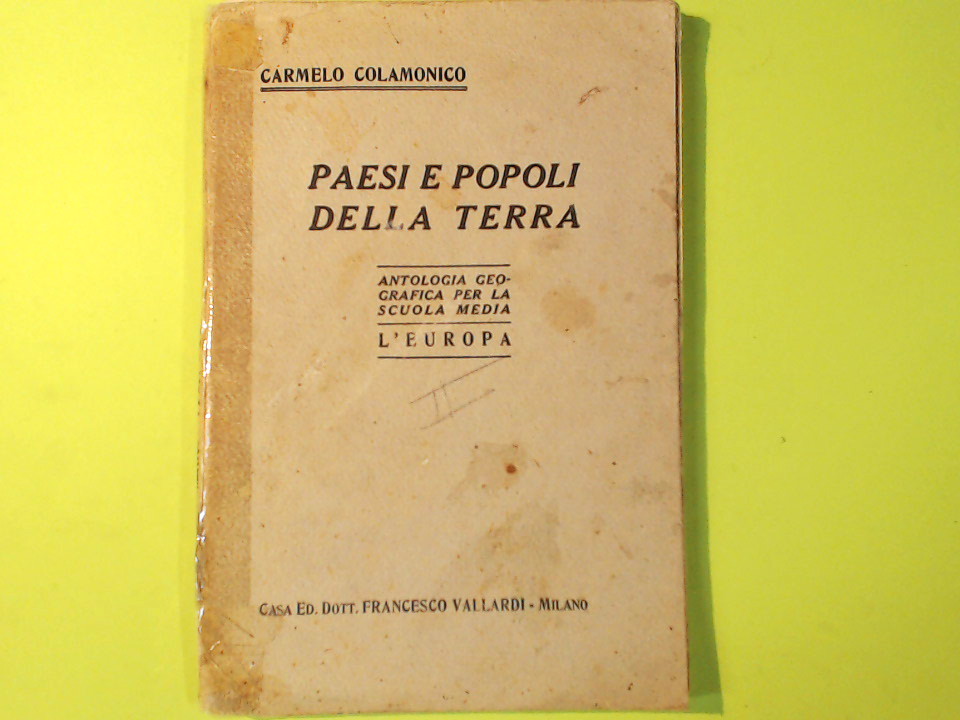 CARMELO COLAMONICO
PAESI E POPOLI
DELLA TERRA
ANTOLOGIA GEO-
GRAFICA PER LA
SCUOLA MEDIA
L'EUROPA
II
CASA ED. DOTT. FRANCESCO VALLARDI - MILANO